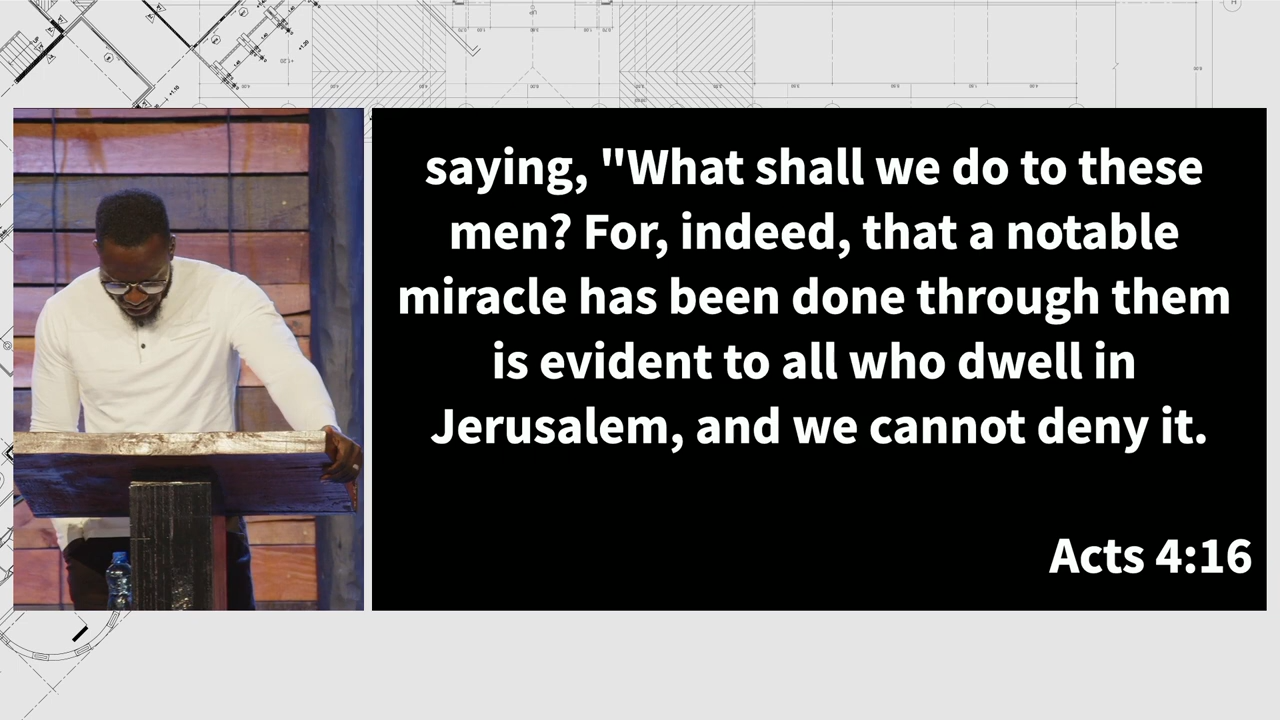 saying, "What shall we do to these
men? For, indeed, that a notable
miracle has been done through them
is evident to all who dwell in
Jerusalem, and we cannot deny it.
Acts 4:16